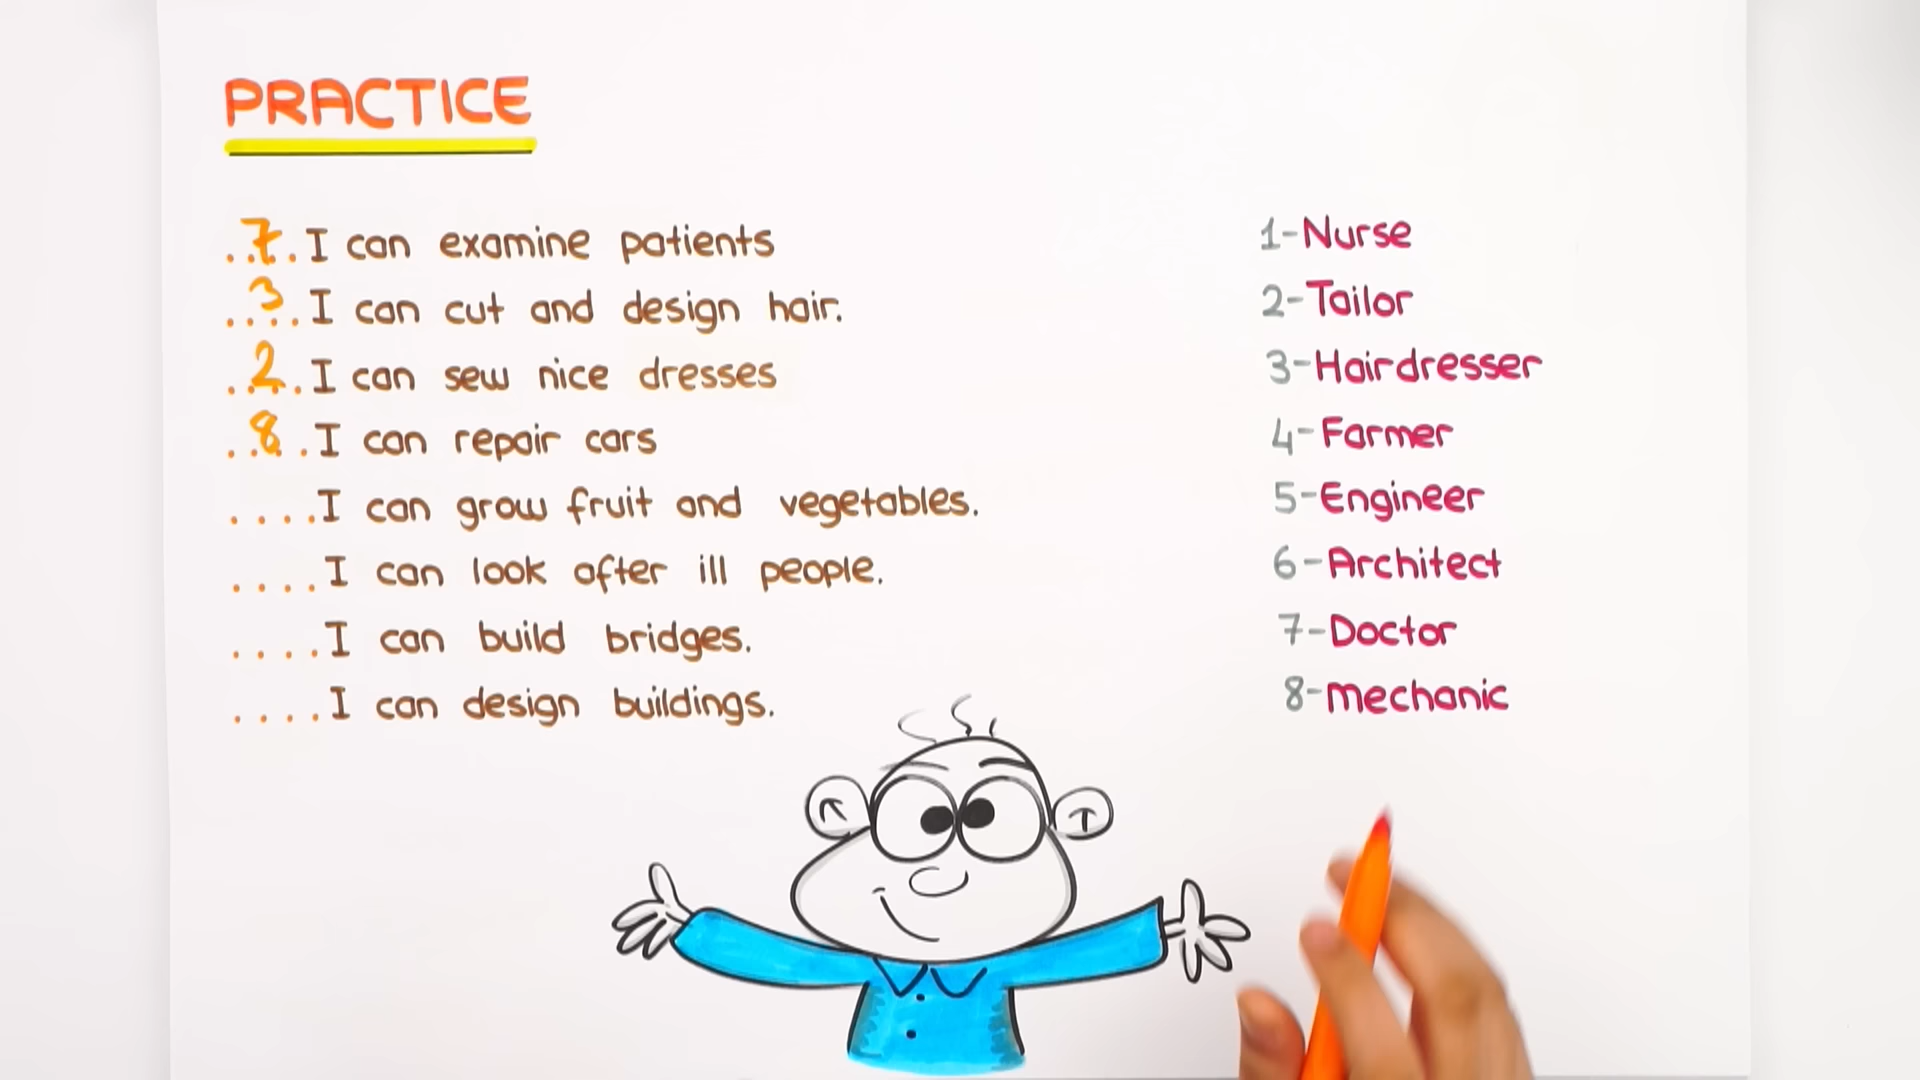 PRACTICE
..7.. I can examine patients
..3.. I can cut and design hair.
..2.. I can sew nice dresses
..8.. I can repair cars
.... I can grow fruit and vegetables.
.... I can look after ill people.
.... I can build bridges.
.... I can design buildings.
1-Nurse
2-Tailor
3-Hairdresser
4-Farmer
5-Engineer
6-Architect
7-Doctor
8-mechanic